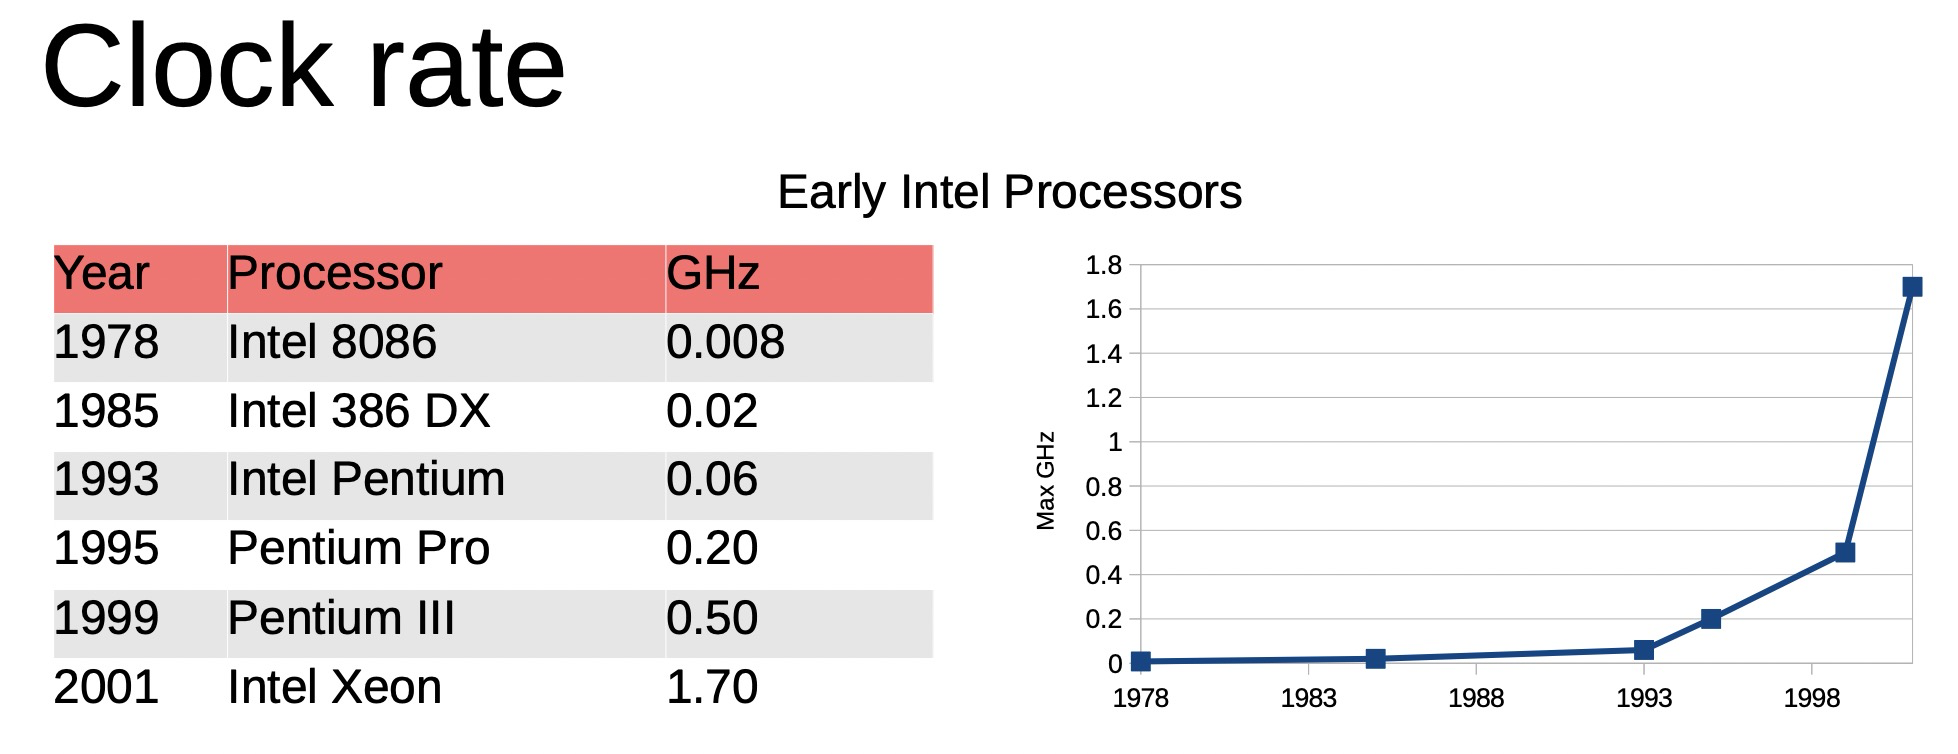 Clock rate
Early Intel Processors
Year Processor GHz
1978 Intel 8086 0.008
1985 Intel 386 DX 0.02
1993 Intel Pentium 0.06
1995 Pentium Pro 0.20
1999 Pentium III 0.50
2001 Intel Xeon 1.70
Max GHz
1.8
1.6
1.4
1.2
1
0.8
0.6
0.4
0.2
0
1978 1983 1988 1993 1998